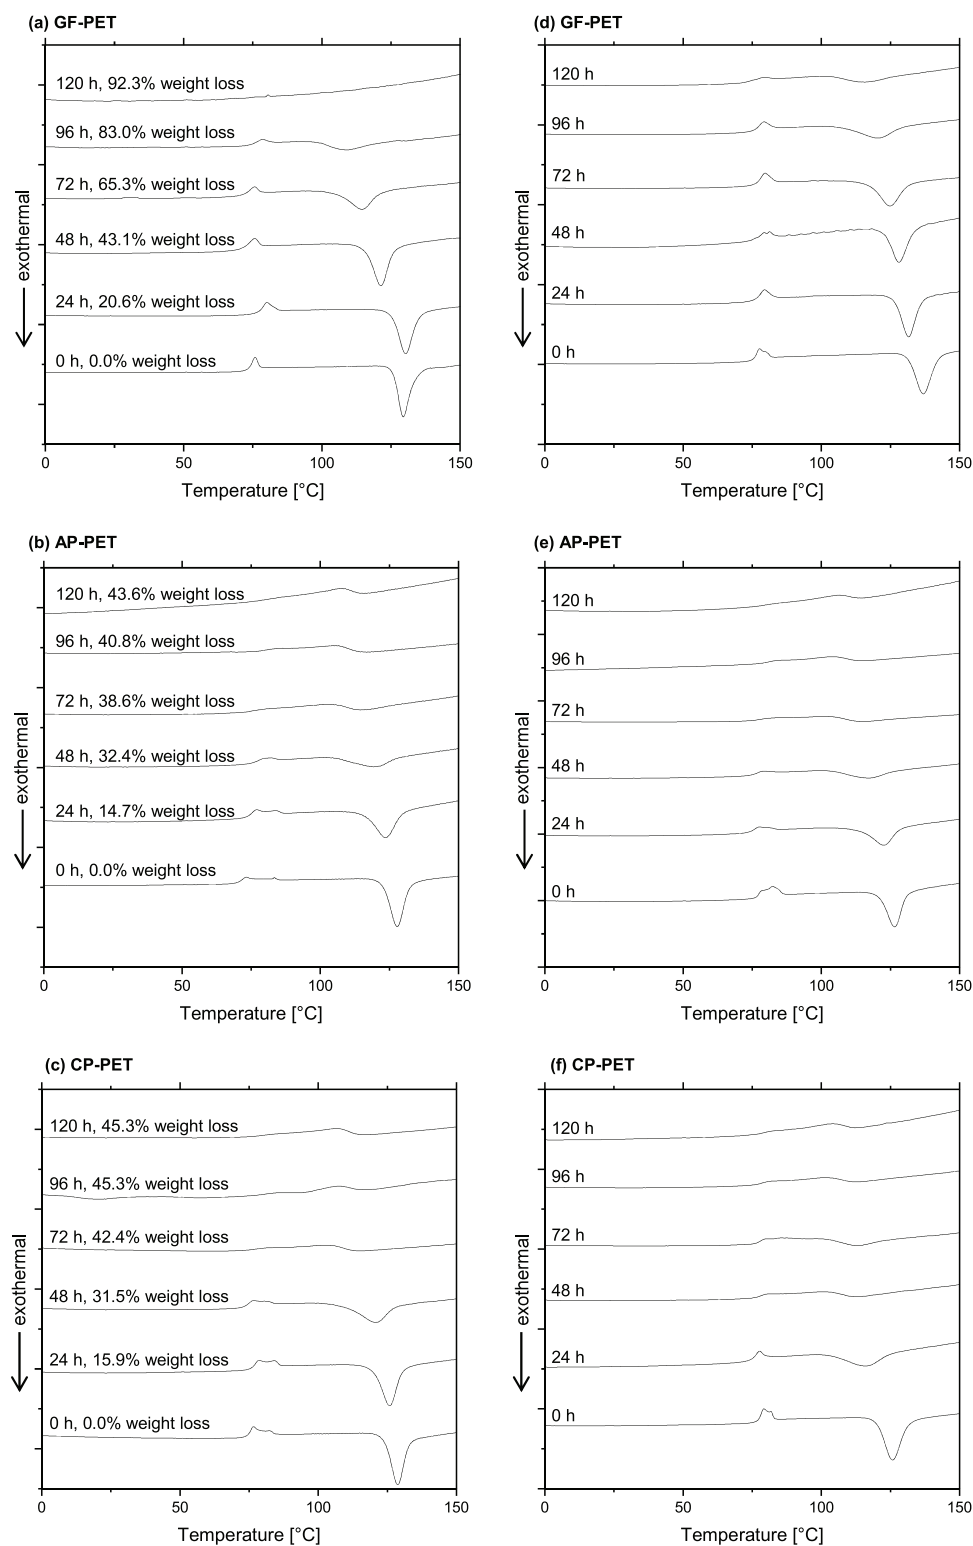 (a) GF-PET
120 h, 92.3% weight loss
96 h, 83.0% weight loss
72 h, 65.3% weight loss
48 h, 43.1% weight loss
24 h, 20.6% weight loss
0 h, 0.0% weight loss
exothermal
0 50 100 150
Temperature [°C]
(d) GF-PET
120 h
96 h
72 h
48 h
24 h
0 h
exothermal
0 50 100 150
Temperature [°C]
(b) AP-PET
120 h, 43.6% weight loss
96 h, 40.8% weight loss
72 h, 38.6% weight loss
48 h, 32.4% weight loss
24 h, 14.7% weight loss
0 h, 0.0% weight loss
exothermal
0 50 100 150
Temperature [°C]
(e) AP-PET
120 h
96 h
72 h
48 h
24 h
0 h
exothermal
0 50 100 150
Temperature [°C]
(c) CP-PET
120 h, 45.3% weight loss
96 h, 45.3% weight loss
72 h, 42.4% weight loss
48 h, 31.5% weight loss
24 h, 15.9% weight loss
0 h, 0.0% weight loss
exothermal
0 50 100 150
Temperature [°C]
(f) CP-PET
120 h
96 h
72 h
48 h
24 h
0 h
exothermal
0 50 100 150
Temperature [°C]